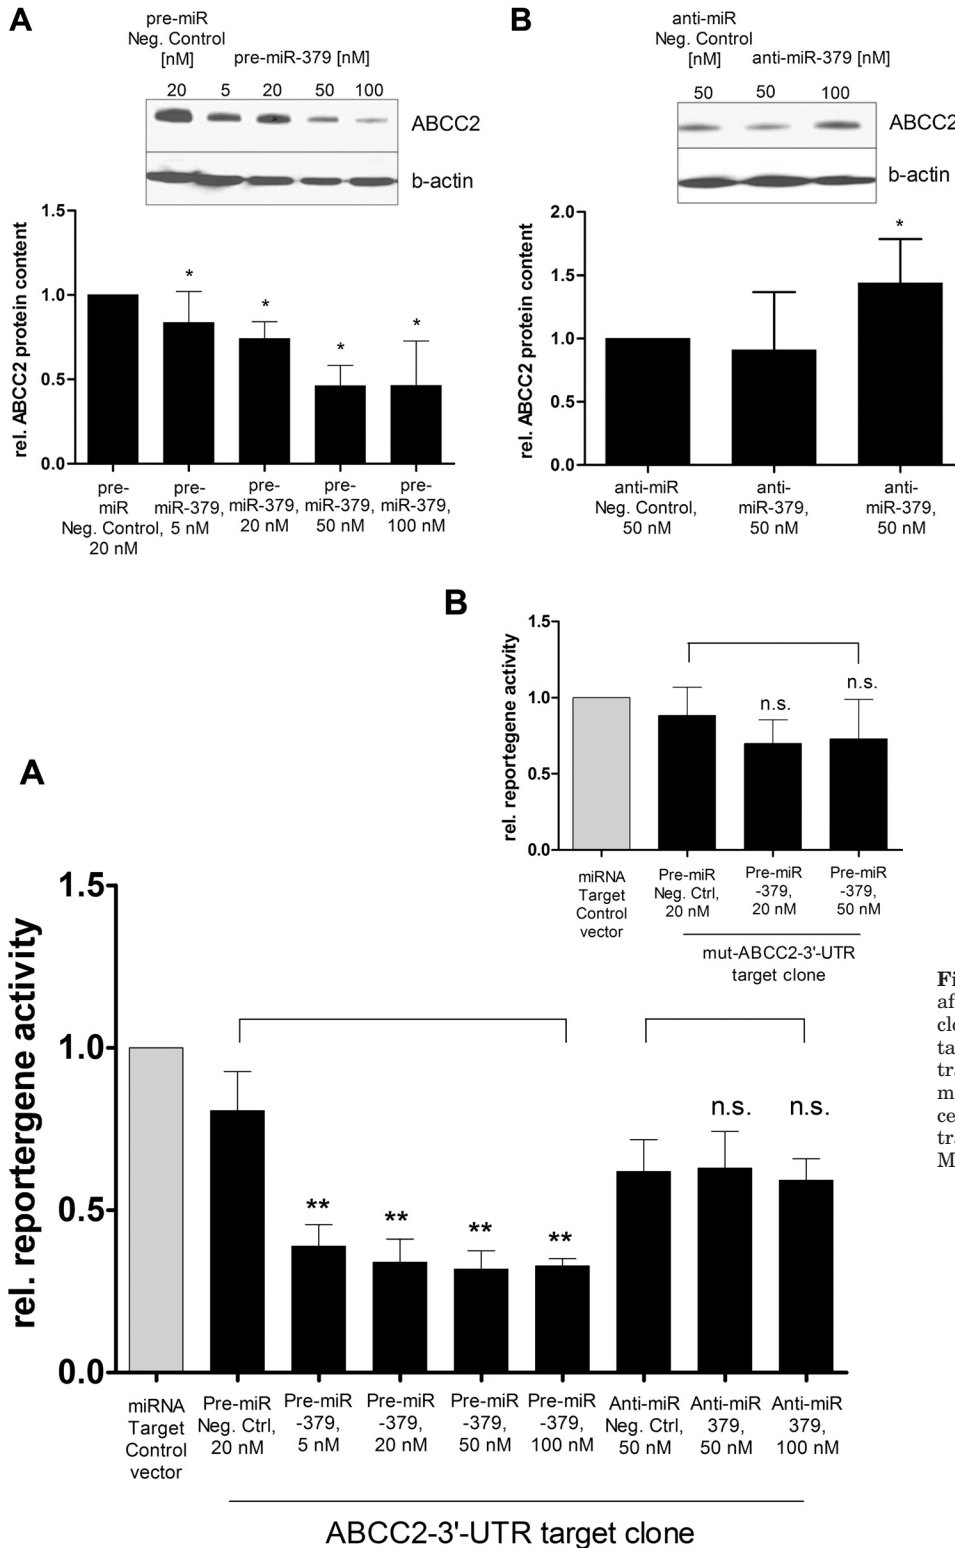 A
pre-miR
Neg. Control
[nM]
pre-miR-379 [nM]
20 5 20 50 100
ABCC2
b-actin
rel. ABCC2 protein content
1.5
1.0
0.5
0.0
*
*
*
*
pre-
miR
Neg. Control,
20 nM
pre-
miR-379,
5 nM
pre-
miR-379,
20 nM
pre-
miR-379,
50 nM
pre-
miR-379,
100 nM
B
anti-miR
Neg. Control
[nM]
anti-miR-379 [nM]
50 50 100
ABCC2
b-actin
rel. ABCC2 protein content
2.0
1.5
1.0
0.5
0.0
*
anti-miR
Neg. Control,
50 nM
anti-
miR-379,
50 nM
anti-
miR-379,
50 nM
B
rel. reportegene activity
1.5
1.0
0.5
0.0
n.s.
n.s.
miRNA
Target
Control
vector
Pre-miR
Neg. Ctrl,
20 nM
Pre-miR
-379,
20 nM
Pre-miR
-379,
50 nM
mut-ABCC2-3'-UTR
target clone
A
rel. reportergene activity
1.5
1.0
0.5
0.0
**
**
**
**
n.s.
n.s.
miRNA
Target
Control
vector
Pre-miR
Neg. Ctrl,
20 nM
Pre-miR
-379,
5 nM
Pre-miR
-379,
20 nM
Pre-miR
-379,
50 nM
Pre-miR
-379,
100 nM
Anti-miR
Neg. Ctrl,
50 nM
Anti-miR
379,
50 nM
Anti-miR
379,
100 nM
ABCC2-3'-UTR target clone
Fi
af
clo
ta
tra
m
ce
tra
M